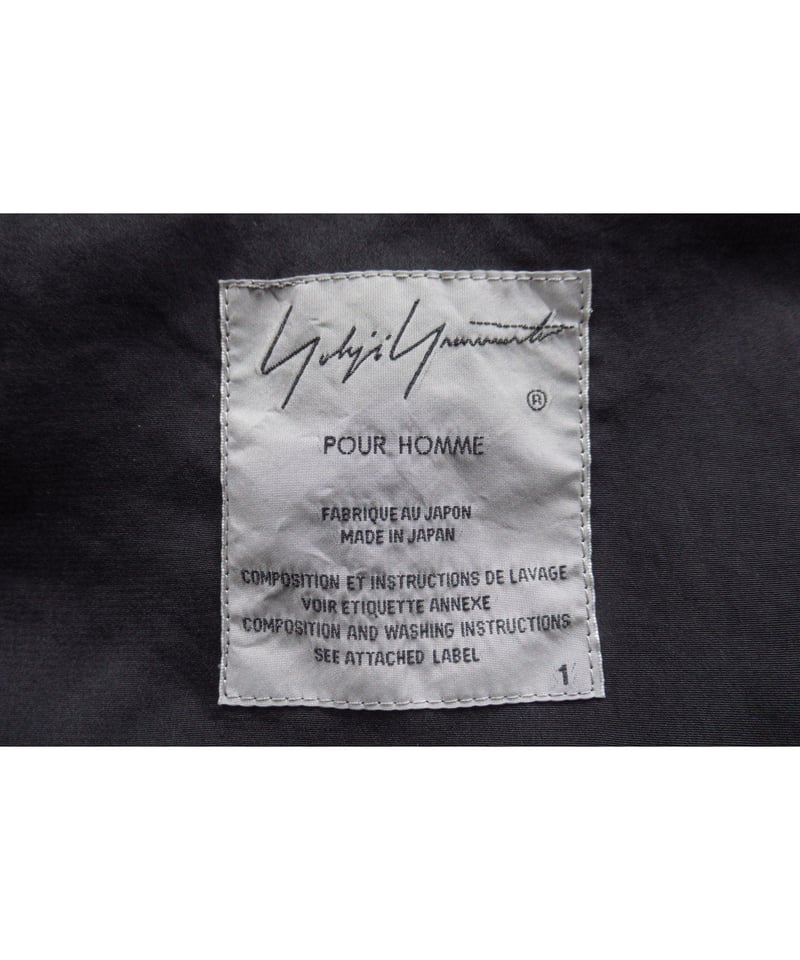 Yohji Yamamoto
®
POUR HOMME
FABRIQUE AU JAPON
MADE IN JAPAN
COMPOSITION ET INSTRUCTIONS DE LAVAGE
VOIR ETIQUETTE ANNEXE
COMPOSITION AND WASHING INSTRUCTIONS
SEE ATTACHED LABEL
1